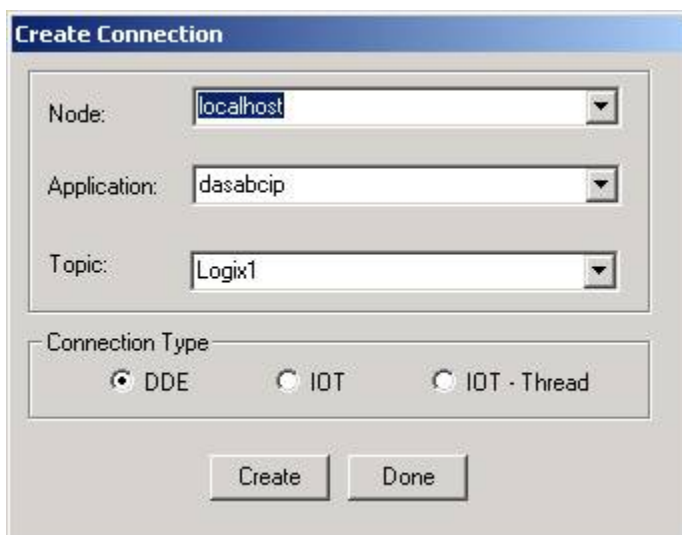 Create Connection
Node: localhost
Application: dasabcip
Topic: Logix1
Connection Type
DDE IOT IOT - Thread
Create Done